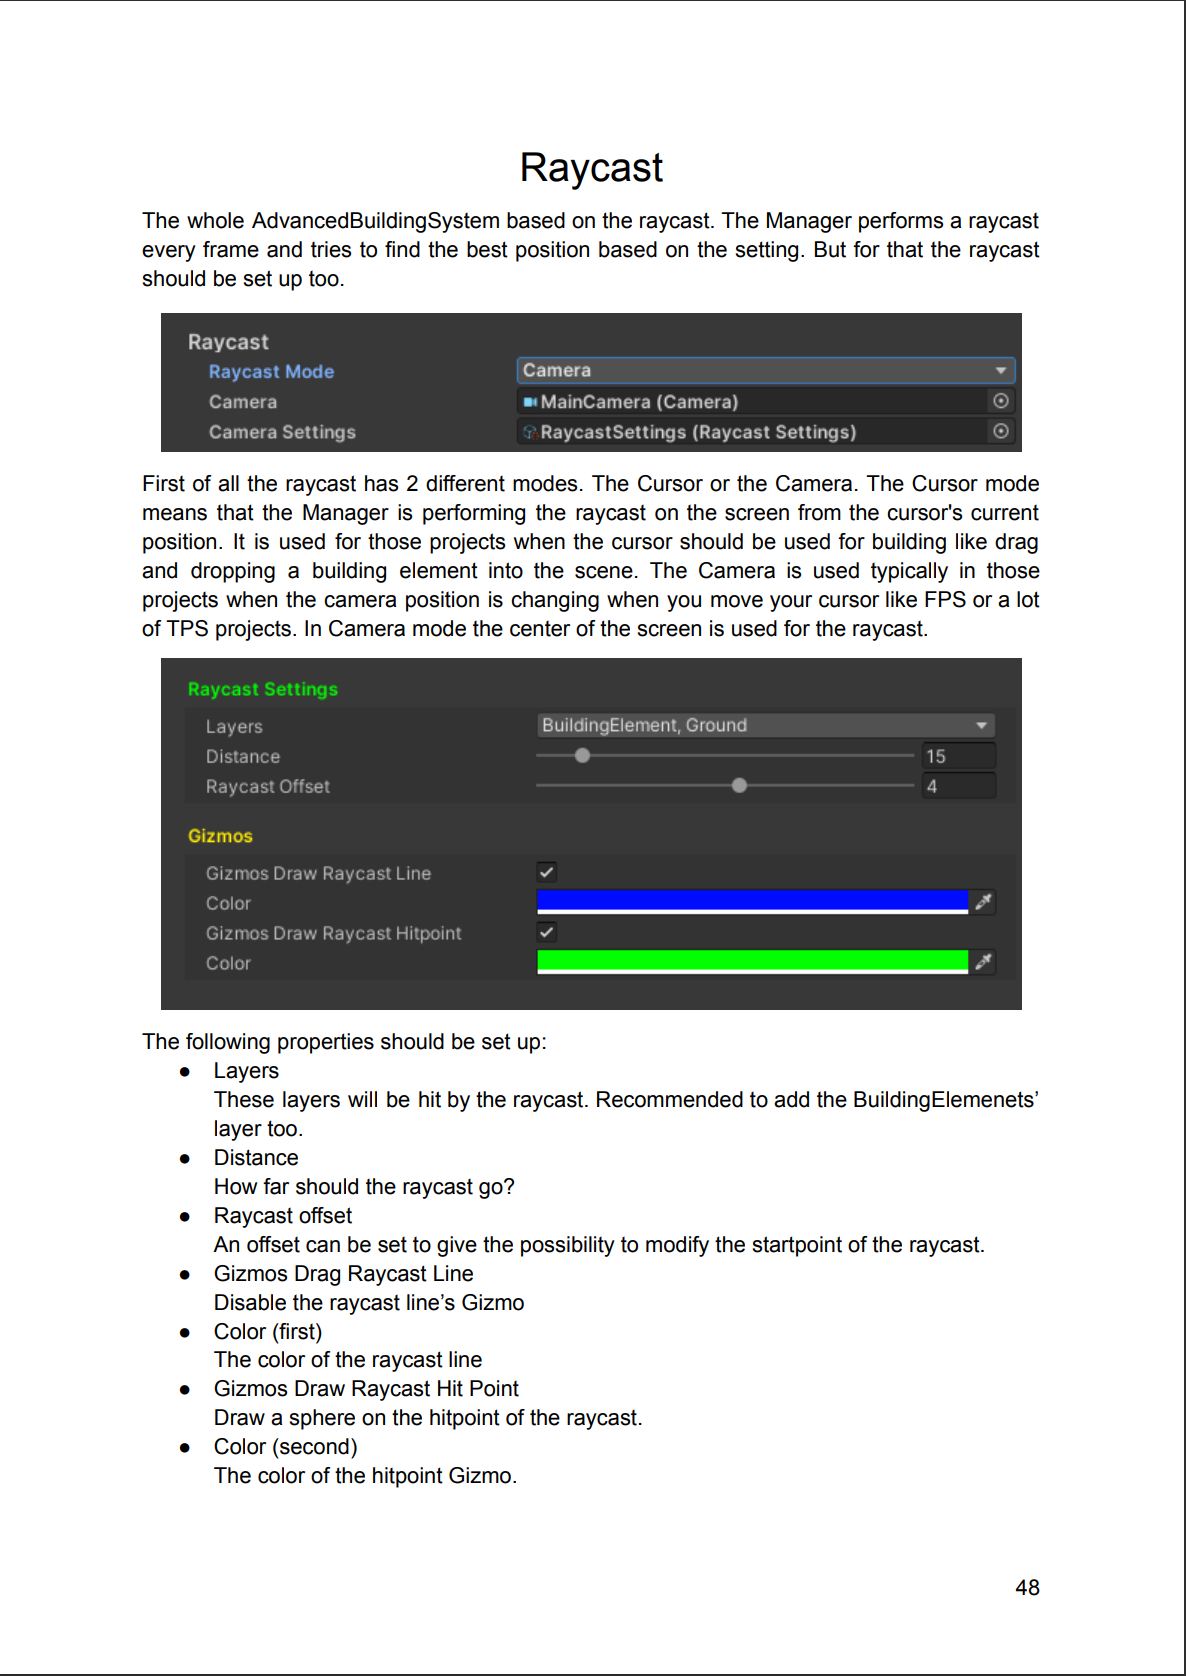 Raycast
The whole AdvancedBuildingSystem based on the raycast. The Manager performs a raycast
every frame and tries to find the best position based on the setting. But for that the raycast
should be set up too.
Raycast
Raycast Mode Camera
Camera MainCamera (Camera)
Camera Settings RaycastSettings (Raycast Settings)
First of all the raycast has 2 different modes. The Cursor or the Camera. The Cursor mode
means that the Manager is performing the raycast on the screen from the cursor's current
position. It is used for those projects when the cursor should be used for building like drag
and dropping a building element into the scene. The Camera is used typically in those
projects when the camera position is changing when you move your cursor like FPS or a lot
of TPS projects. In Camera mode the center of the screen is used for the raycast.
Raycast Settings
Layers BuildingElement, Ground
Distance 15
Raycast Offset 4
Gizmos
Gizmos Draw Raycast Line
Color
Gizmos Draw Raycast Hitpoint
Color
The following properties should be set up:
● Layers
These layers will be hit by the raycast. Recommended to add the BuildingElemenets’
layer too.
● Distance
How far should the raycast go?
● Raycast offset
An offset can be set to give the possibility to modify the startpoint of the raycast.
● Gizmos Drag Raycast Line
Disable the raycast line’s Gizmo
● Color (first)
The color of the raycast line
● Gizmos Draw Raycast Hit Point
Draw a sphere on the hitpoint of the raycast.
● Color (second)
The color of the hitpoint Gizmo.
48